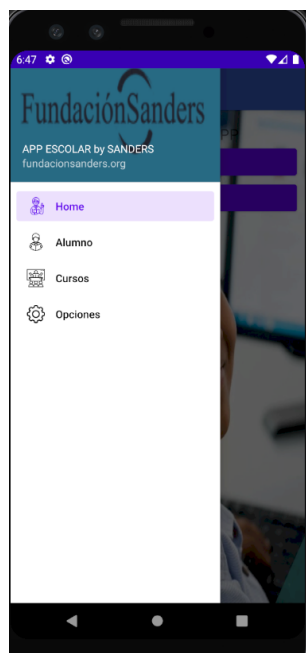 6:47
FundaciónSanders
APP ESCOLAR by SANDERS
fundacionsanders.org
Home
Alumno
Cursos
Opciones